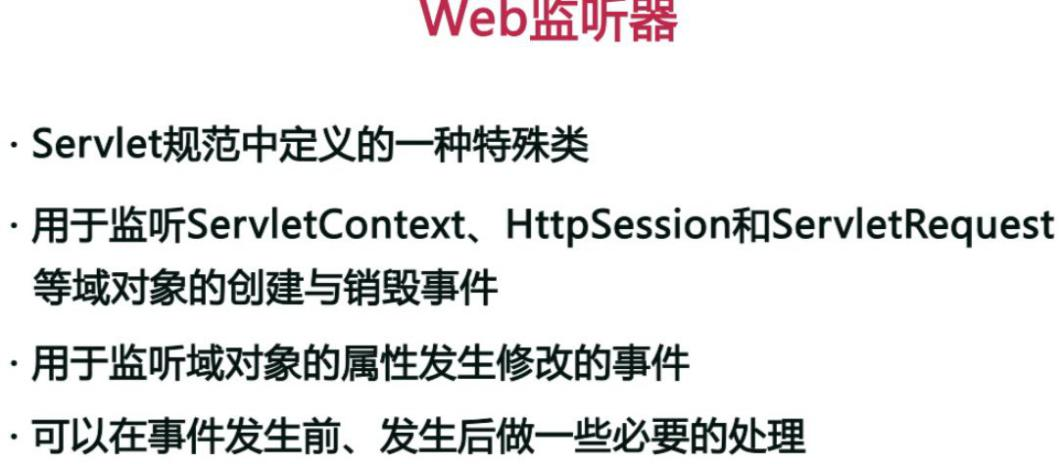 Web监听器
· Servlet规范中定义的一种特殊类
· 用于监听ServletContext、HttpSession和ServletRequest
等域对象的创建与销毁事件
· 用于监听域对象的属性发生修改的事件
· 可以在事件发生前、发生后做一些必要的处理